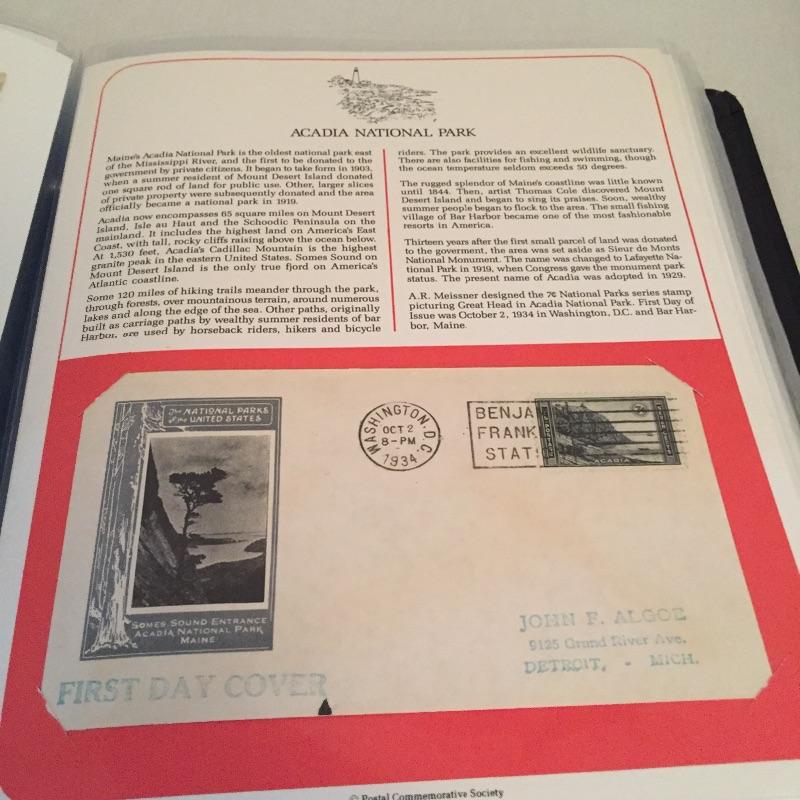 ACADIA NATIONAL PARK
Maine's Acadia National Park is the oldest national park east
of the Mississippi River, and the first to be donated to the
government by private citizens. It began to take form in 1903,
when a summer resident of Mount Desert Island donated
one square rod of land for public use. Other, larger slices
of private property were subsequently donated and the area
officially became a national park in 1919.
Acadia now encompasses 65 square miles on Mount Desert
Island, Isle au Haut and the Schoodic Peninsula on the
mainland. It includes the highest land on America's East
Coast, with tall, rocky cliffs raising above the ocean below.
At 1,530 feet, Acadia's Cadillac Mountain is the highest
granite peak in the eastern United States. Somes Sound on
Mount Desert Island is the only true fjord on America's
Atlantic coastline.
Some 120 miles of hiking trails meander through the park,
through forests, over mountainous terrain, around numerous
lakes and along the edge of the sea. Other paths, originally
built as carriage paths by wealthy summer residents of bar
Harbor, are used by horseback riders, hikers and bicycle
riders. The park provides an excellent wildlife sanctuary.
There are also facilities for fishing and swimming, though
the ocean temperature seldom exceeds 50 degrees.
The rugged splendor of Maine's coastline was little known
until 1844. Then, artist Thomas Cole discovered Mount
Desert Island and began to sing its praises. Soon, wealthy
summer people began to flock to the area. The small fishing
village of Bar Harbor became one of the most fashionable
resorts in America.
Thirteen years after the first small parcel of land was donated
to the goverment, the area was set aside as Sieur de Monts
National Monument. The name was changed to Lafayette Na-
tional Park in 1919, when Congress gave the monument park
status. The present name of Acadia was adopted in 1929.
A.R. Meissner designed the 7¢ National Parks series stamp
picturing Great Head in Acadia National Park. First Day of
Issue was October 2, 1934 in Washington, D.C. and Bar Har-
bor, Maine.
The NATIONAL PARKS
of the UNITED STATES
SOMES SOUND ENTRANCE
ACADIA NATIONAL PARK
MAINE
WASHINGTON, D.C.
OCT 2
8-PM
1934
BENJA
FRANK
STAT
ACADIA
JOHN F. ALGOE
9125 Grand River Ave.
DETROIT, - MICH.
FIRST DAY COVER
© Postal Commemorative Society